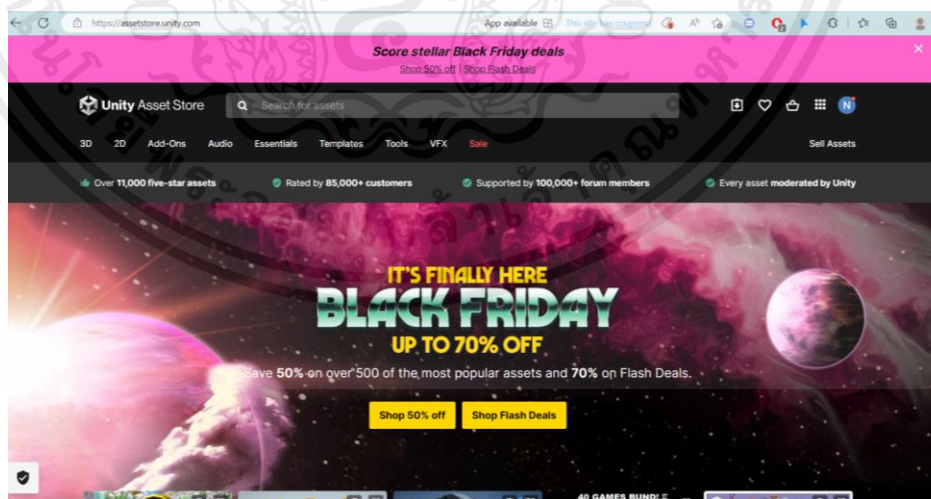 https://assetstore.unity.com
App available
This site has coupons!
Score stellar Black Friday deals
Shop 50% off | Shop Flash Deals
Unity Asset Store
Search for assets
N
3D 2D Add-Ons Audio Essentials Templates Tools VFX Sale Sell Assets
Over 11,000 five-star assets
Rated by 85,000+ customers
Supported by 100,000+ forum members
Every asset moderated by Unity
IT'S FINALLY HERE
BLACK FRIDAY
UP TO 70% OFF
Save 50% on over 500 of the most popular assets and 70% on Flash Deals.
Shop 50% off
Shop Flash Deals
40 GAMES BUNDLE